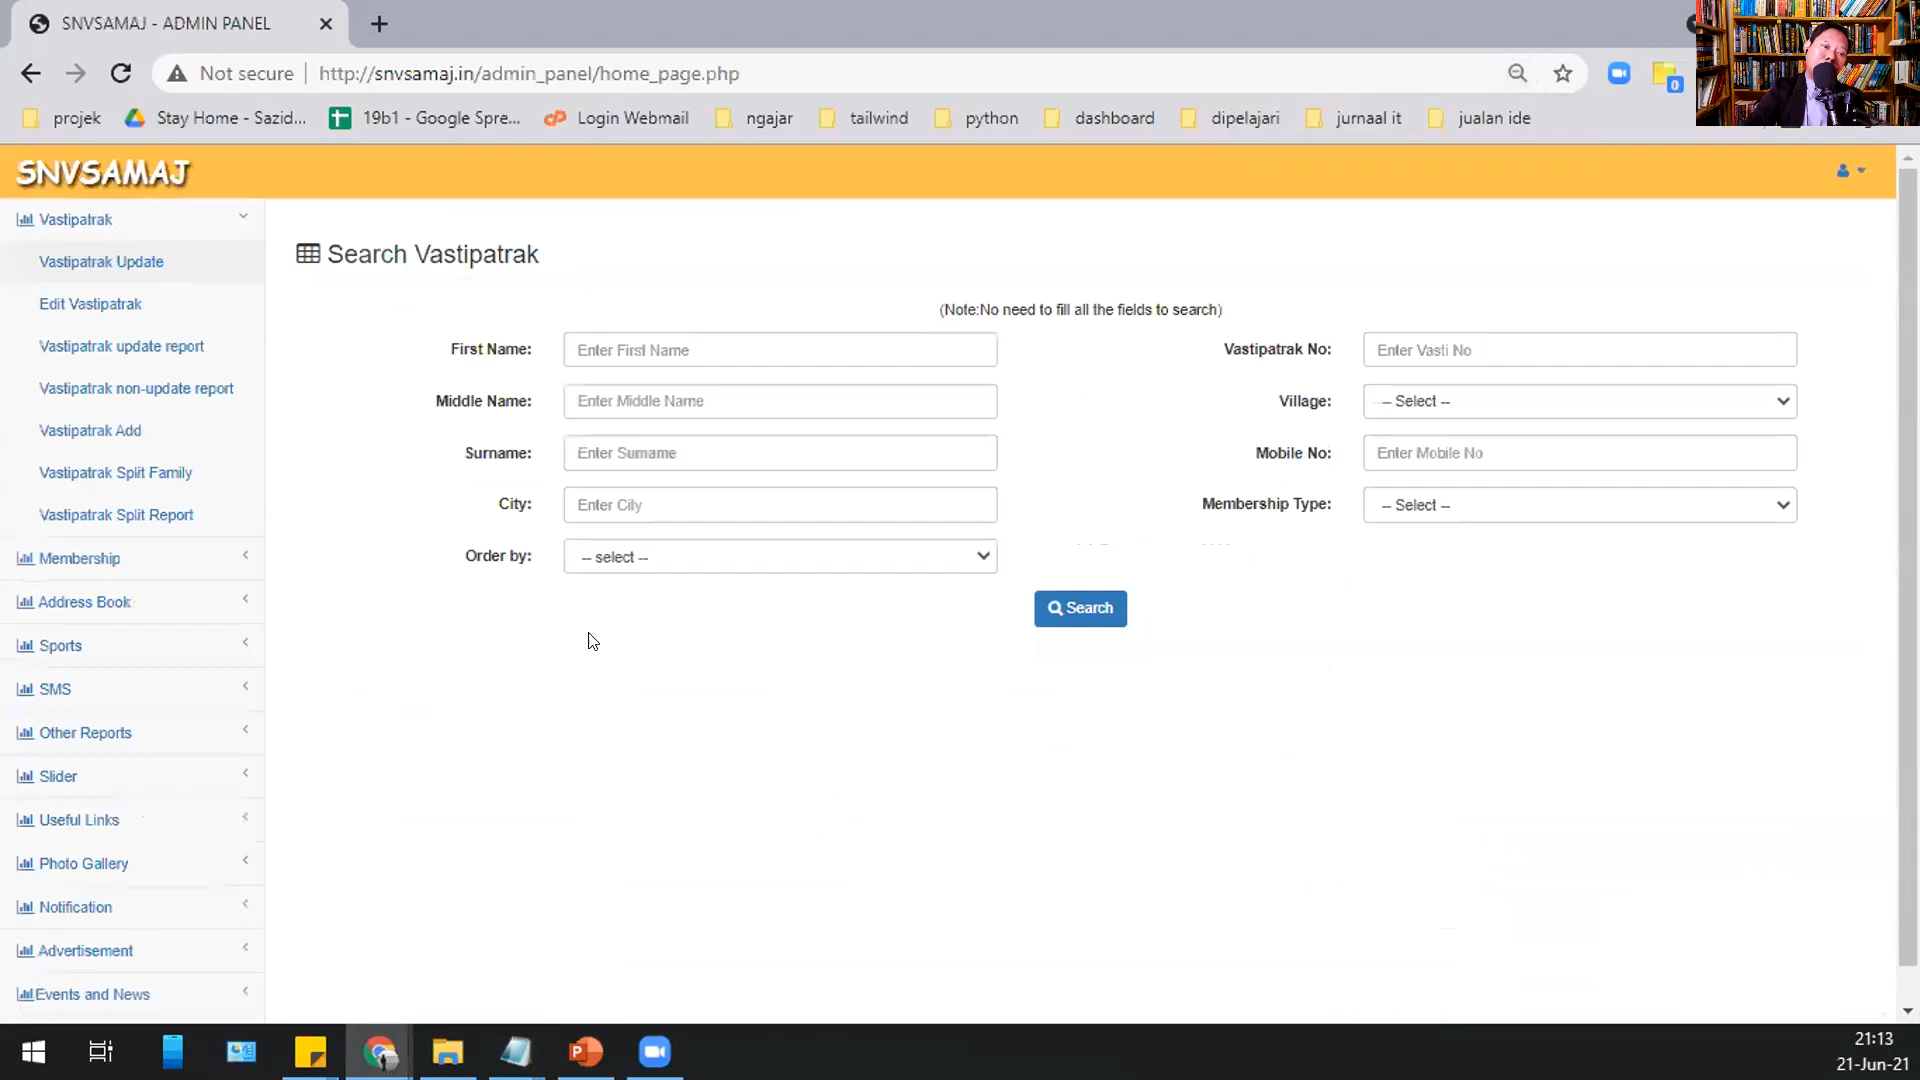 SNVSAMAJ - ADMIN PANEL
Not secure
http://snvsamaj.in/admin_panel/home_page.php
0
projek
Stay Home - Sazid...
19b1 - Google Spre...
Login Webmail
ngajar
tailwind
python
dashboard
dipelajari
jurnaal it
jualan ide
SNVSAMAJ
Vastipatrak
Vastipatrak Update
Edit Vastipatrak
Vastipatrak update report
Vastipatrak non-update report
Vastipatrak Add
Vastipatrak Split Family
Vastipatrak Split Report
Membership
Address Book
Sports
SMS
Other Reports
Slider
Useful Links
Photo Gallery
Notification
Advertisement
Events and News
Search Vastipatrak
(Note:No need to fill all the fields to search)
First Name: Enter First Name
Vastipatrak No: Enter Vasti No
Middle Name: Enter Middle Name
Village: -- Select --
Surname: Enter Surname
Mobile No: Enter Mobile No
City: Enter City
Membership Type: -- Select --
Order by: -- select --
Search
21:13
21-Jun-21